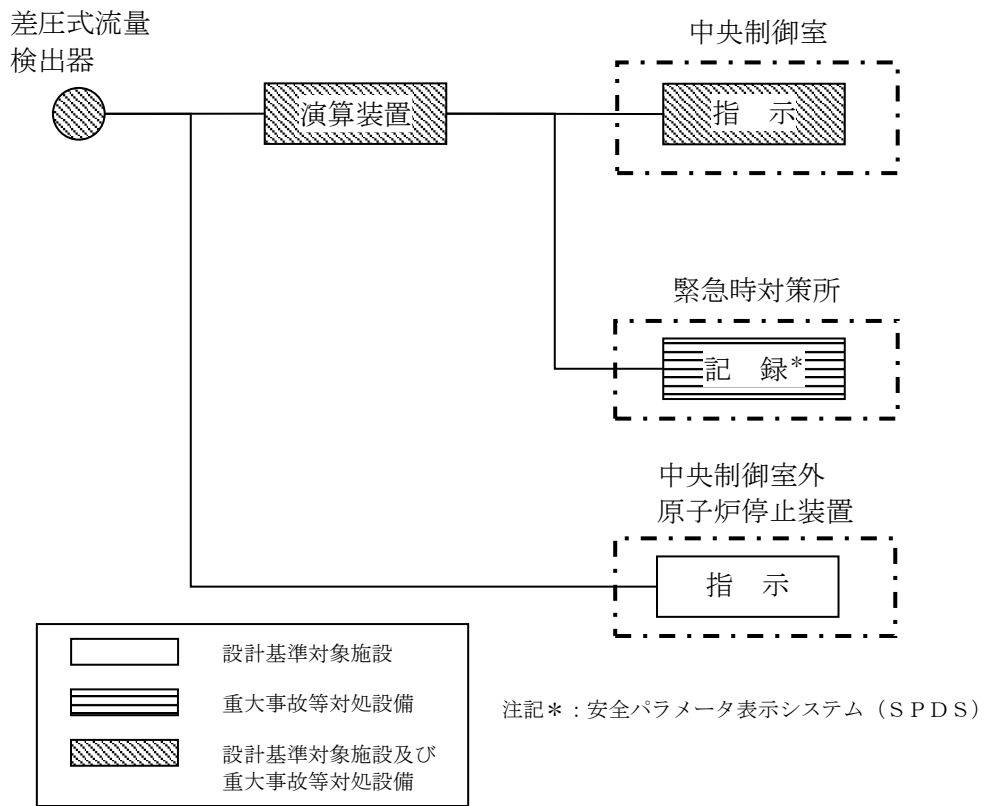 差圧式流量
検出器
中央制御室
演算装置
指 示
緊急時対策所
記 録*
中央制御室外
原子炉停止装置
指 示
設計基準対象施設
重大事故等対処設備
設計基準対象施設及び
重大事故等対処設備
注記＊：安全パラメータ表示システム（ＳＰＤＳ）